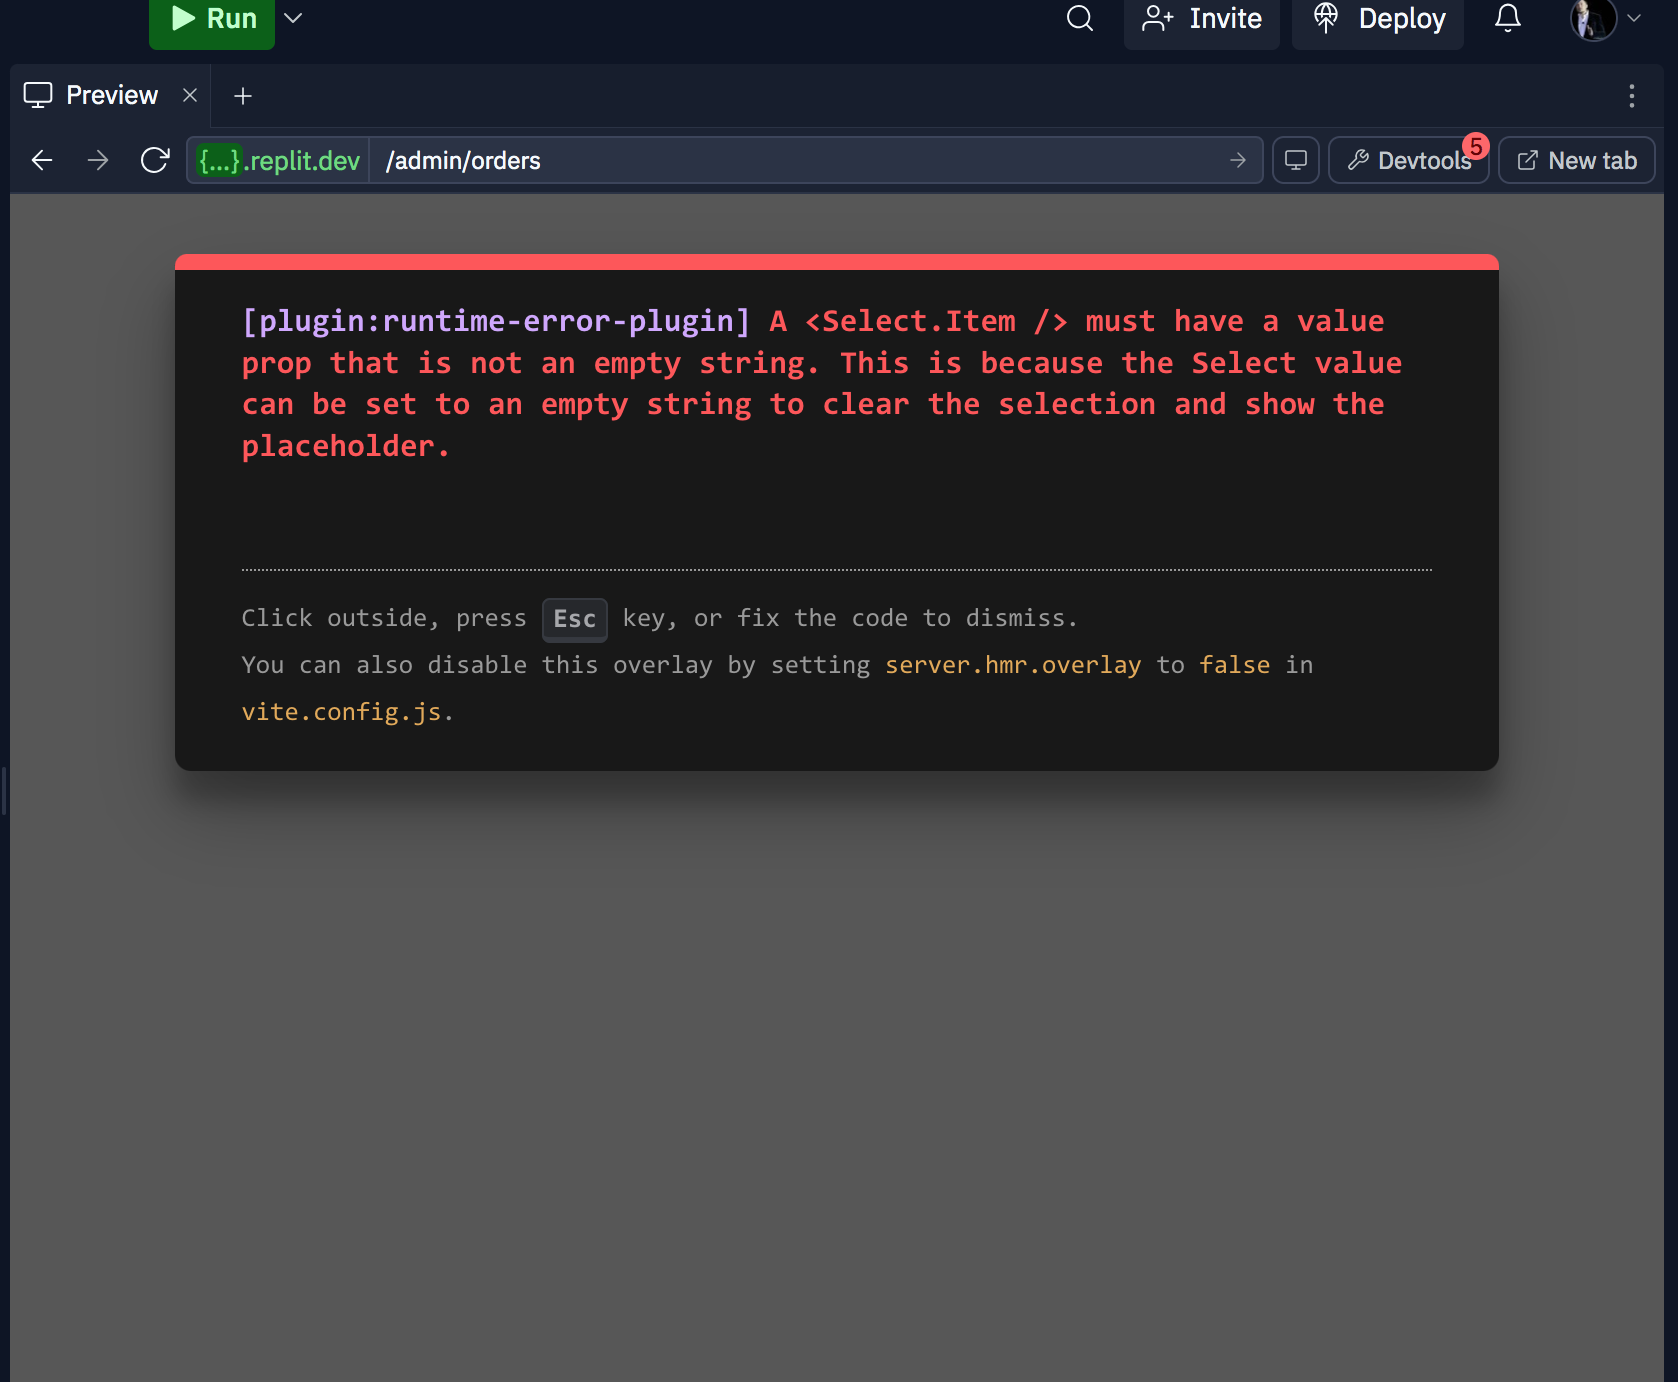 Run
Invite
Deploy
Preview
{...}.replit.dev
/admin/orders
Devtools
5
New tab
[plugin:runtime-error-plugin] A <Select.Item /> must have a value
prop that is not an empty string. This is because the Select value
can be set to an empty string to clear the selection and show the
placeholder.
Click outside, press Esc key, or fix the code to dismiss.
You can also disable this overlay by setting server.hmr.overlay to false in
vite.config.js.